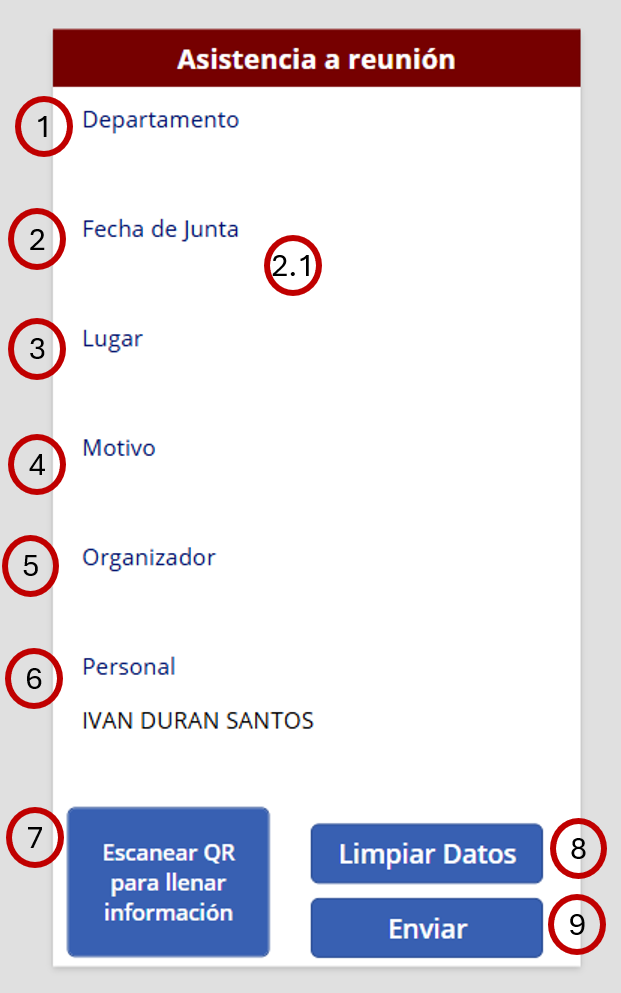 Asistencia a reunión
1 Departamento
2 Fecha de Junta
2.1
3 Lugar
4 Motivo
5 Organizador
6 Personal
IVAN DURAN SANTOS
7 Escanear QR
para llenar
información
Limpiar Datos 8
Enviar 9